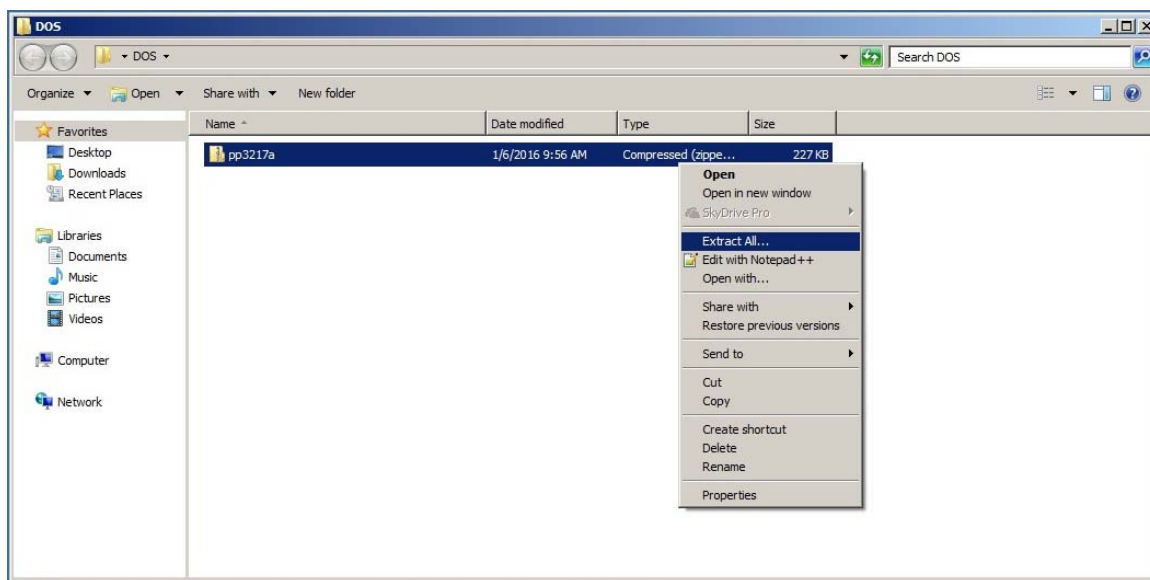 DOS
DOS
Search DOS
Organize Open Share with New folder
Favorites
Desktop
Downloads
Recent Places
Libraries
Documents
Music
Pictures
Videos
Computer
Network
Name Date modified Type Size
pp3217a 1/6/2016 9:56 AM Compressed (zippe... 227 KB
Open
Open in new window
SkyDrive Pro
Extract All...
Edit with Notepad++
Open with...
Share with
Restore previous versions
Send to
Cut
Copy
Create shortcut
Delete
Rename
Properties